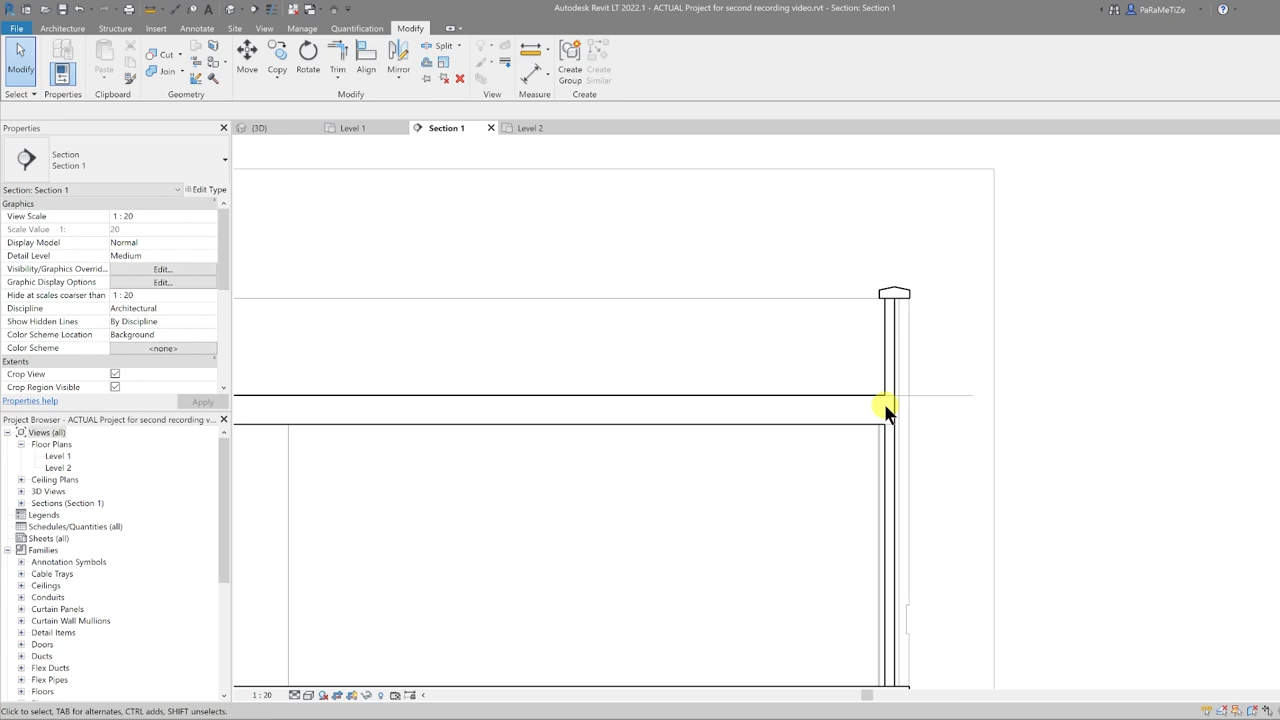 Autodesk Revit LT 2022.1 - ACTUAL Project for second recording video.rvt - Section: Section 1
PaRaMeTiZe
File Architecture Structure Insert Annotate Site View Manage Quantification Modify
Modify
Paste
Cut
Join
Move
Copy
Rotate
Trim
Align
Mirror
Split
Create Group
Create Similar
Select Properties Clipboard Geometry Modify View Measure Create
Properties
{3D}
Level 1
Section 1
Level 2
Section
Section 1
Section: Section 1
Edit Type
Graphics
View Scale 1 : 20
Scale Value 1: 20
Display Model Normal
Detail Level Medium
Visibility/Graphics Overrid... Edit...
Graphic Display Options Edit...
Hide at scales coarser than 1 : 20
Discipline Architectural
Show Hidden Lines By Discipline
Color Scheme Location Background
Color Scheme <none>
Extents
Crop View
Crop Region Visible
Properties help
Apply
Project Browser - ACTUAL Project for second recording v...
Views (all)
Floor Plans
Level 1
Level 2
Ceiling Plans
3D Views
Sections (Section 1)
Legends
Schedules/Quantities (all)
Sheets (all)
Families
Annotation Symbols
Cable Trays
Ceilings
Conduits
Curtain Panels
Curtain Wall Mullions
Detail Items
Doors
Ducts
Flex Ducts
Flex Pipes
Floors
1 : 20
Click to select, TAB for alternates, CTRL adds, SHIFT unselects.